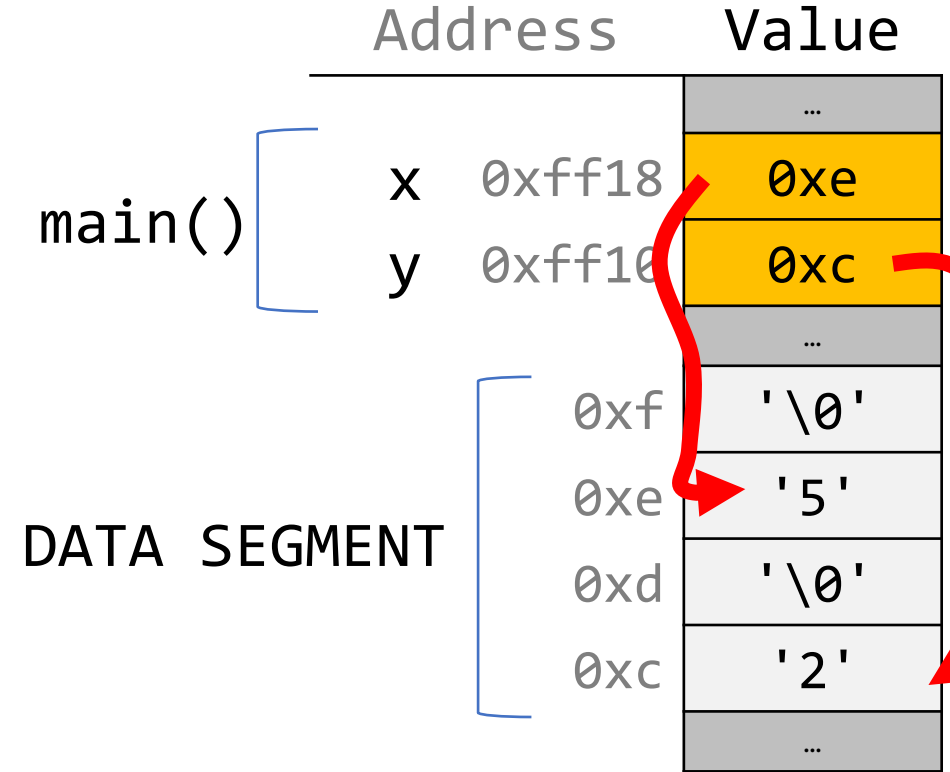 Address Value
…
x 0xff18 0xe
main()
y 0xff10 0xc
…
0xf '\0'
0xe '5'
DATA SEGMENT
0xd '\0'
0xc '2'
…